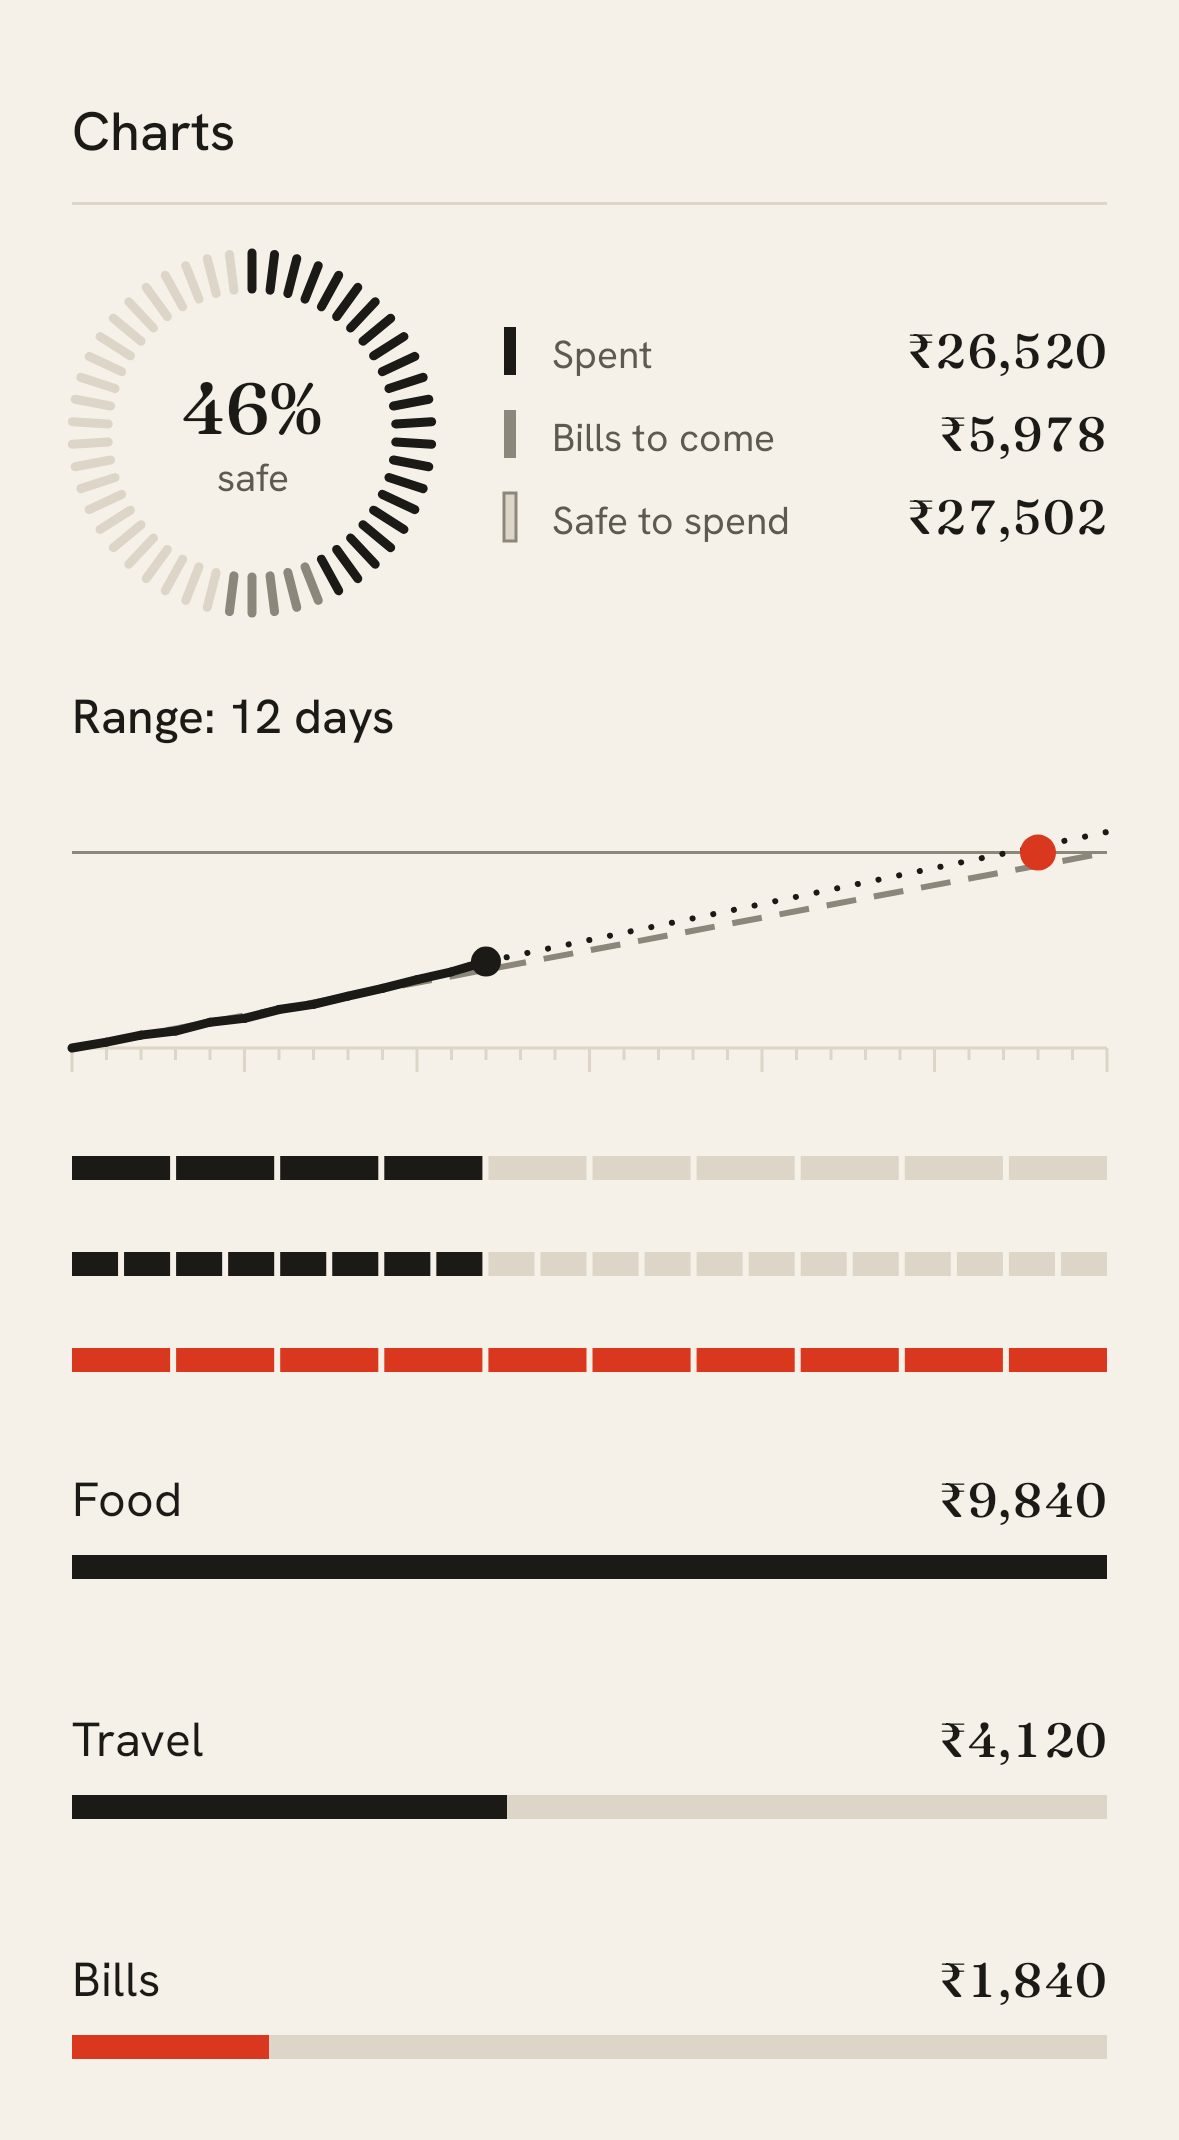 Charts
46%
safe
Spent ₹26,520
Bills to come ₹5,978
Safe to spend ₹27,502
Range: 12 days
Food ₹9,840
Travel ₹4,120
Bills ₹1,840